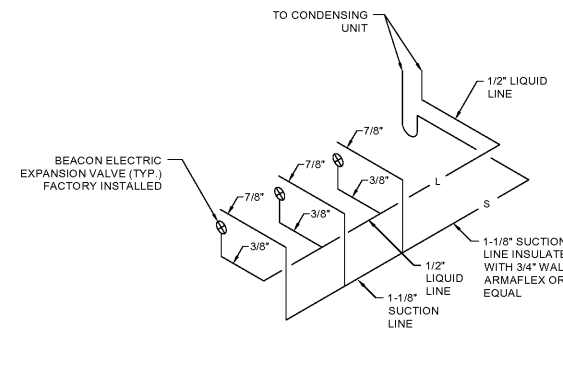 TO CONDENSING
UNIT
1/2" LIQUID
LINE
7/8"
BEACON ELECTRIC
EXPANSION VALVE (TYP.)
FACTORY INSTALLED
7/8"
3/8"
L
7/8"
3/8"
S
3/8"
1-1/8" SUCTION
LINE INSULATE
WITH 3/4" WAL
ARMAFLEX OR
EQUAL
1/2"
LIQUID
LINE
1-1/8"
SUCTION
LINE